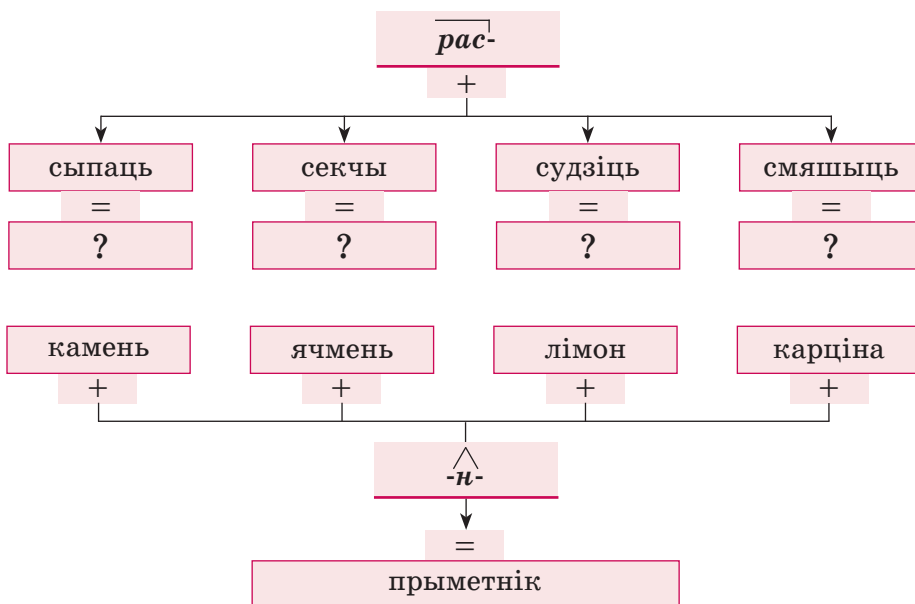 рас-
+
сыпаць секчы судзіць смяшыць
= = = =
? ? ? ?
камень ячмень лімон карціна
+ + + +
-н-
=
прыметнік